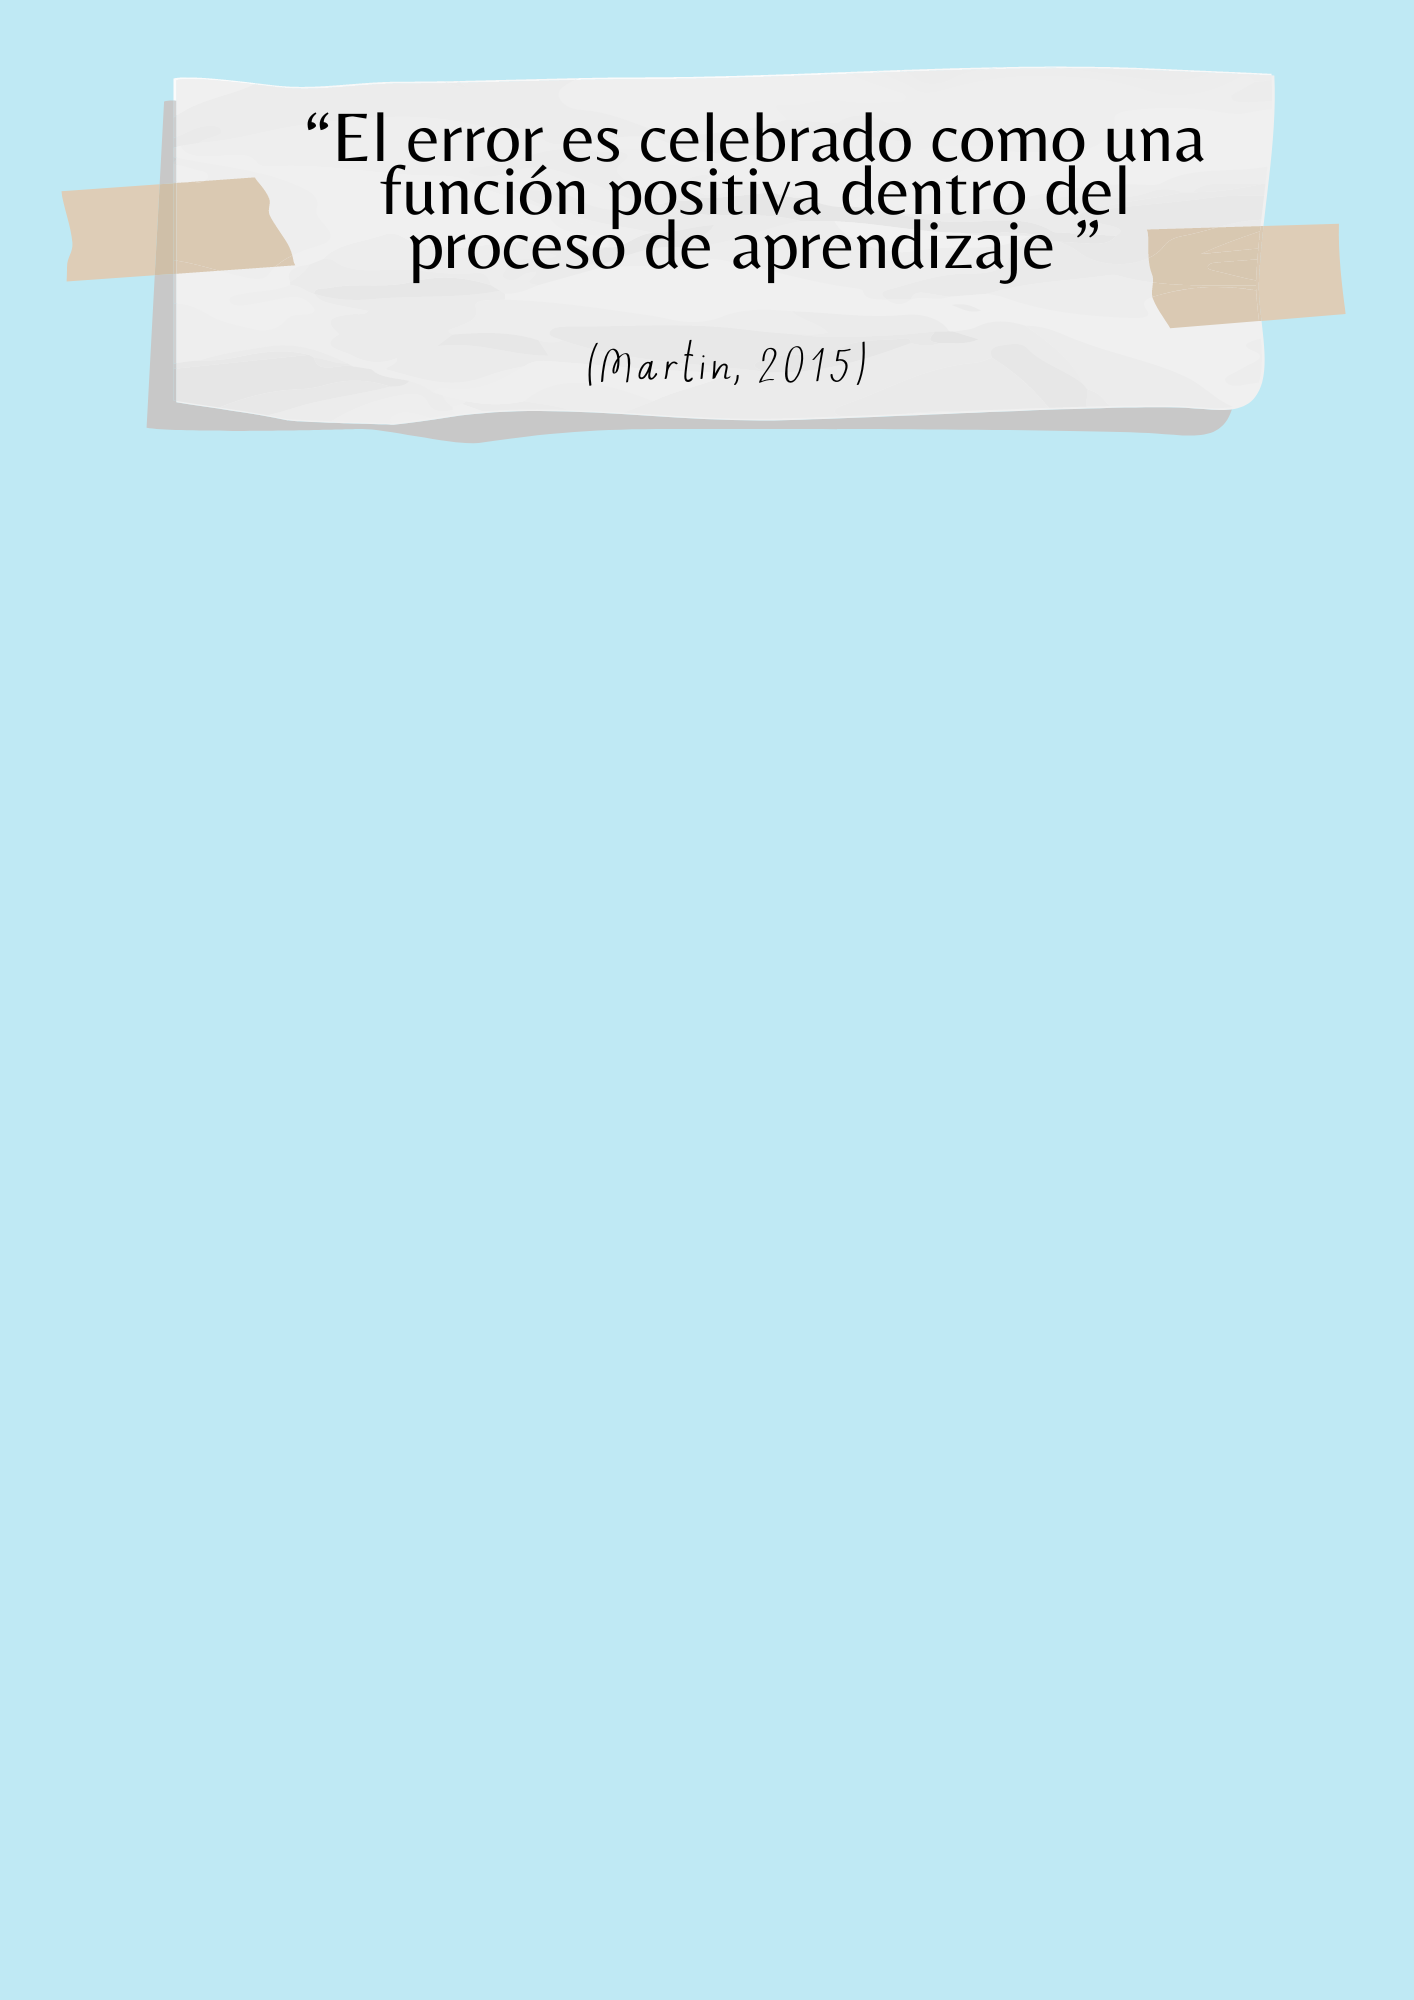 “El error es celebrado como una
función positiva dentro del
proceso de aprendizaje ”
(Martin, 2015)